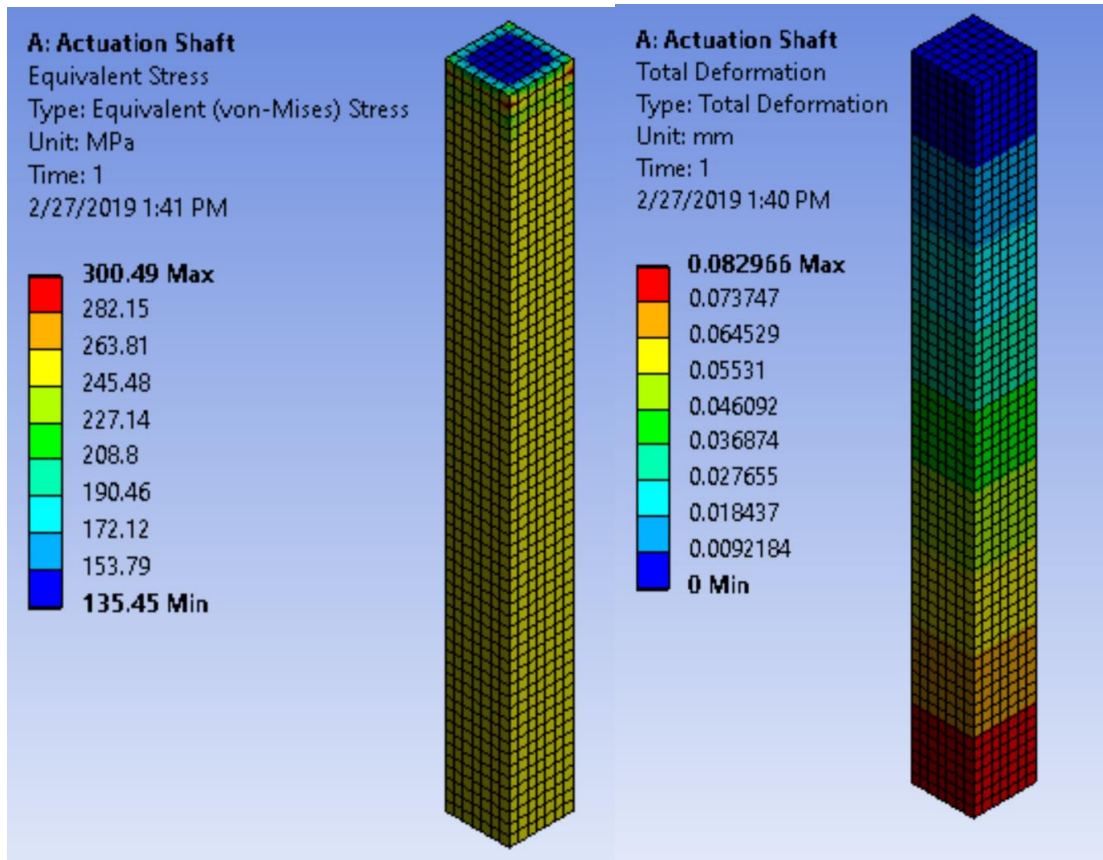 A: Actuation Shaft
Equivalent Stress
Type: Equivalent (von-Mises) Stress
Unit: MPa
Time: 1
2/27/2019 1:41 PM
300.49 Max
282.15
263.81
245.48
227.14
208.8
190.46
172.12
153.79
135.45 Min
A: Actuation Shaft
Total Deformation
Type: Total Deformation
Unit: mm
Time: 1
2/27/2019 1:40 PM
0.082966 Max
0.073747
0.064529
0.05531
0.046092
0.036874
0.027655
0.018437
0.0092184
0 Min